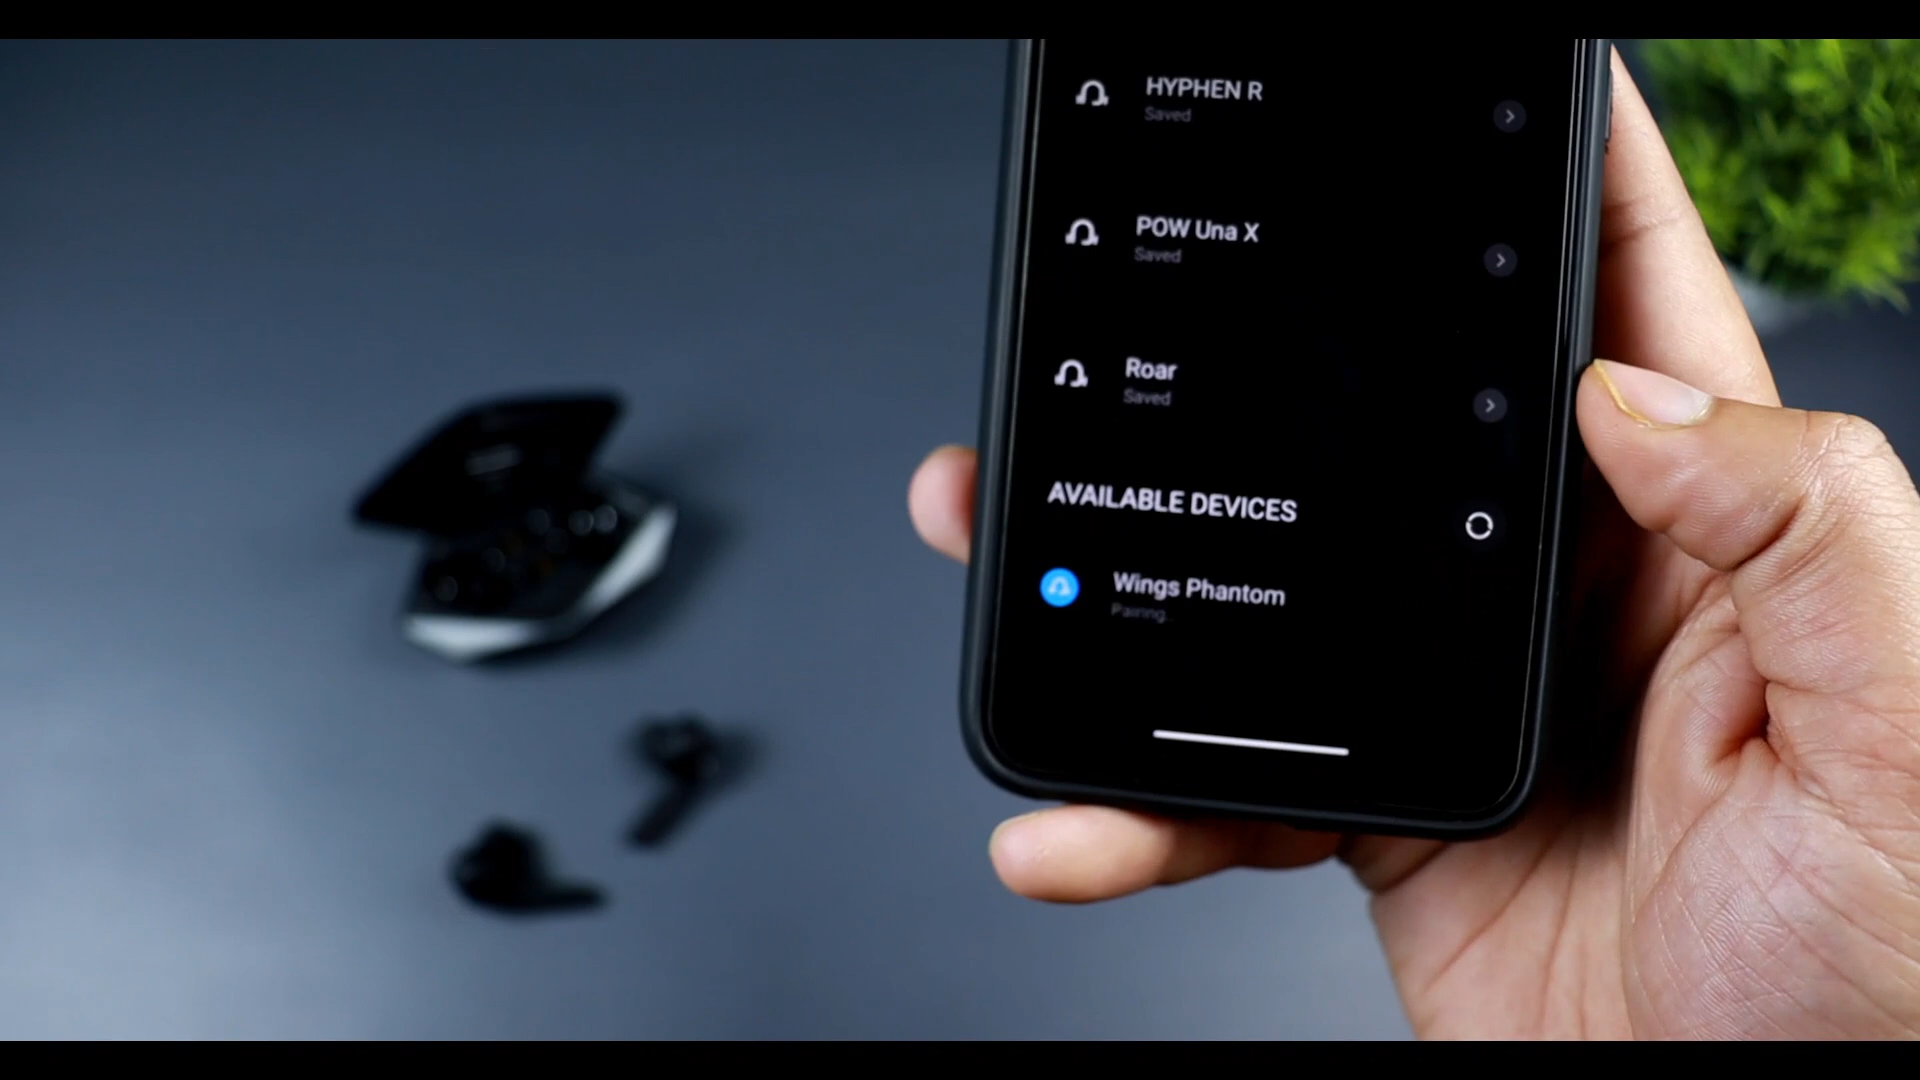 HYPHEN R
Saved
POW Una X
Saved
Roar
Saved
AVAILABLE DEVICES
Wings Phantom
Pairing..